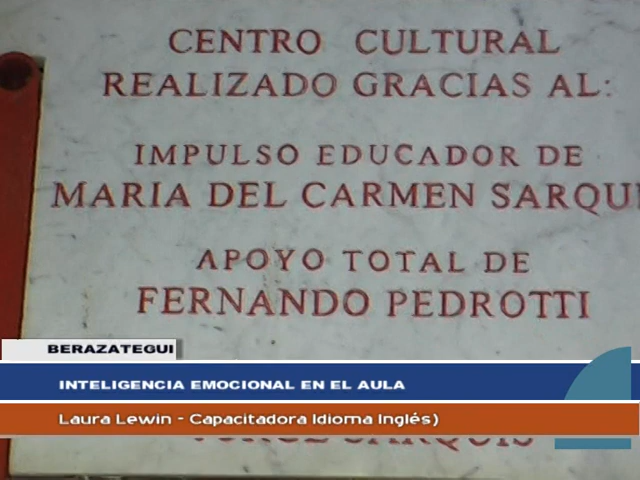 CENTRO CULTURAL
REALIZADO GRACIAS AL:
IMPULSO EDUCADOR DE
MARIA DEL CARMEN SARQUI
APOYO TOTAL DE
FERNANDO PEDROTTI
BERAZATEGUI
INTELIGENCIA EMOCIONAL EN EL AULA
Laura Lewin - Capacitadora Idioma Inglés)